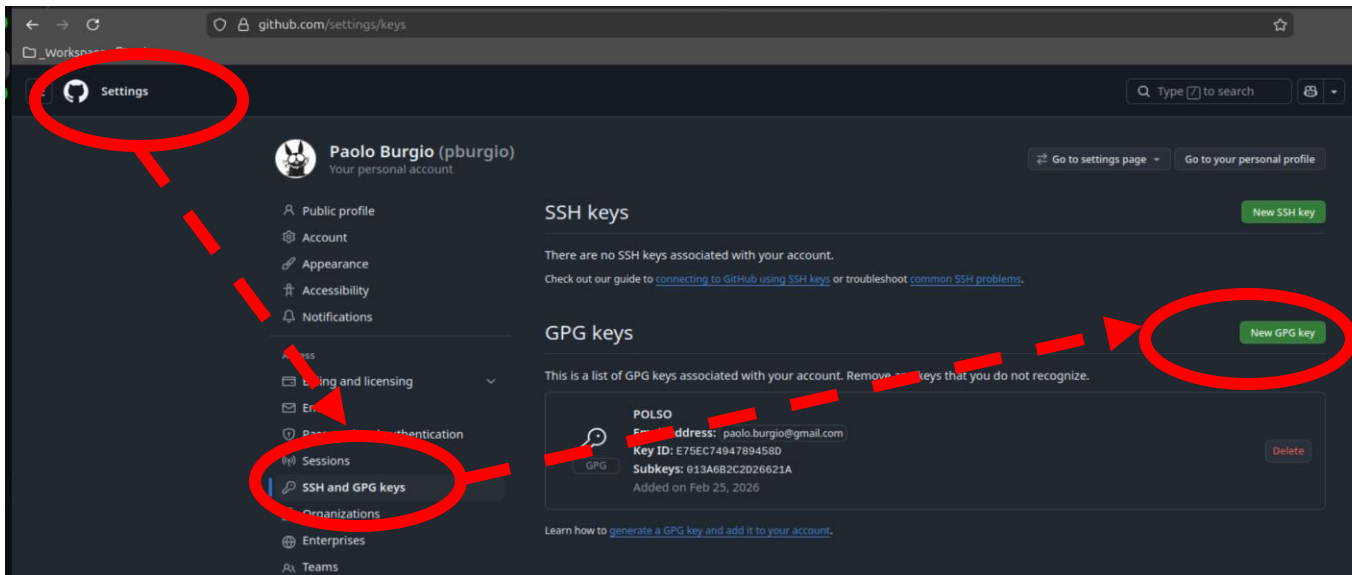 github.com/settings/keys
Settings
Type / to search
Paolo Burgio (pburgio)
Your personal account
Go to settings page
Go to your personal profile
Public profile
Account
Appearance
Accessibility
Notifications
and licensing
Sessions
SSH and GPG keys
Organizations
Enterprises
Teams
SSH keys
New SSH key
There are no SSH keys associated with your account.
Check out our guide to connecting to GitHub using SSH keys or troubleshoot common SSH problems.
GPG keys
New GPG key
This is a list of GPG keys associated with your account. Remove keys that you do not recognize.
POLSO
paolo.burgio@gmail.com
Key ID: E75EC7494789458D
GPG
Subkeys: 013A6B2C2D26621A
Added on Feb 25, 2026
Delete
Learn how to generate a GPG key and add it to your account.